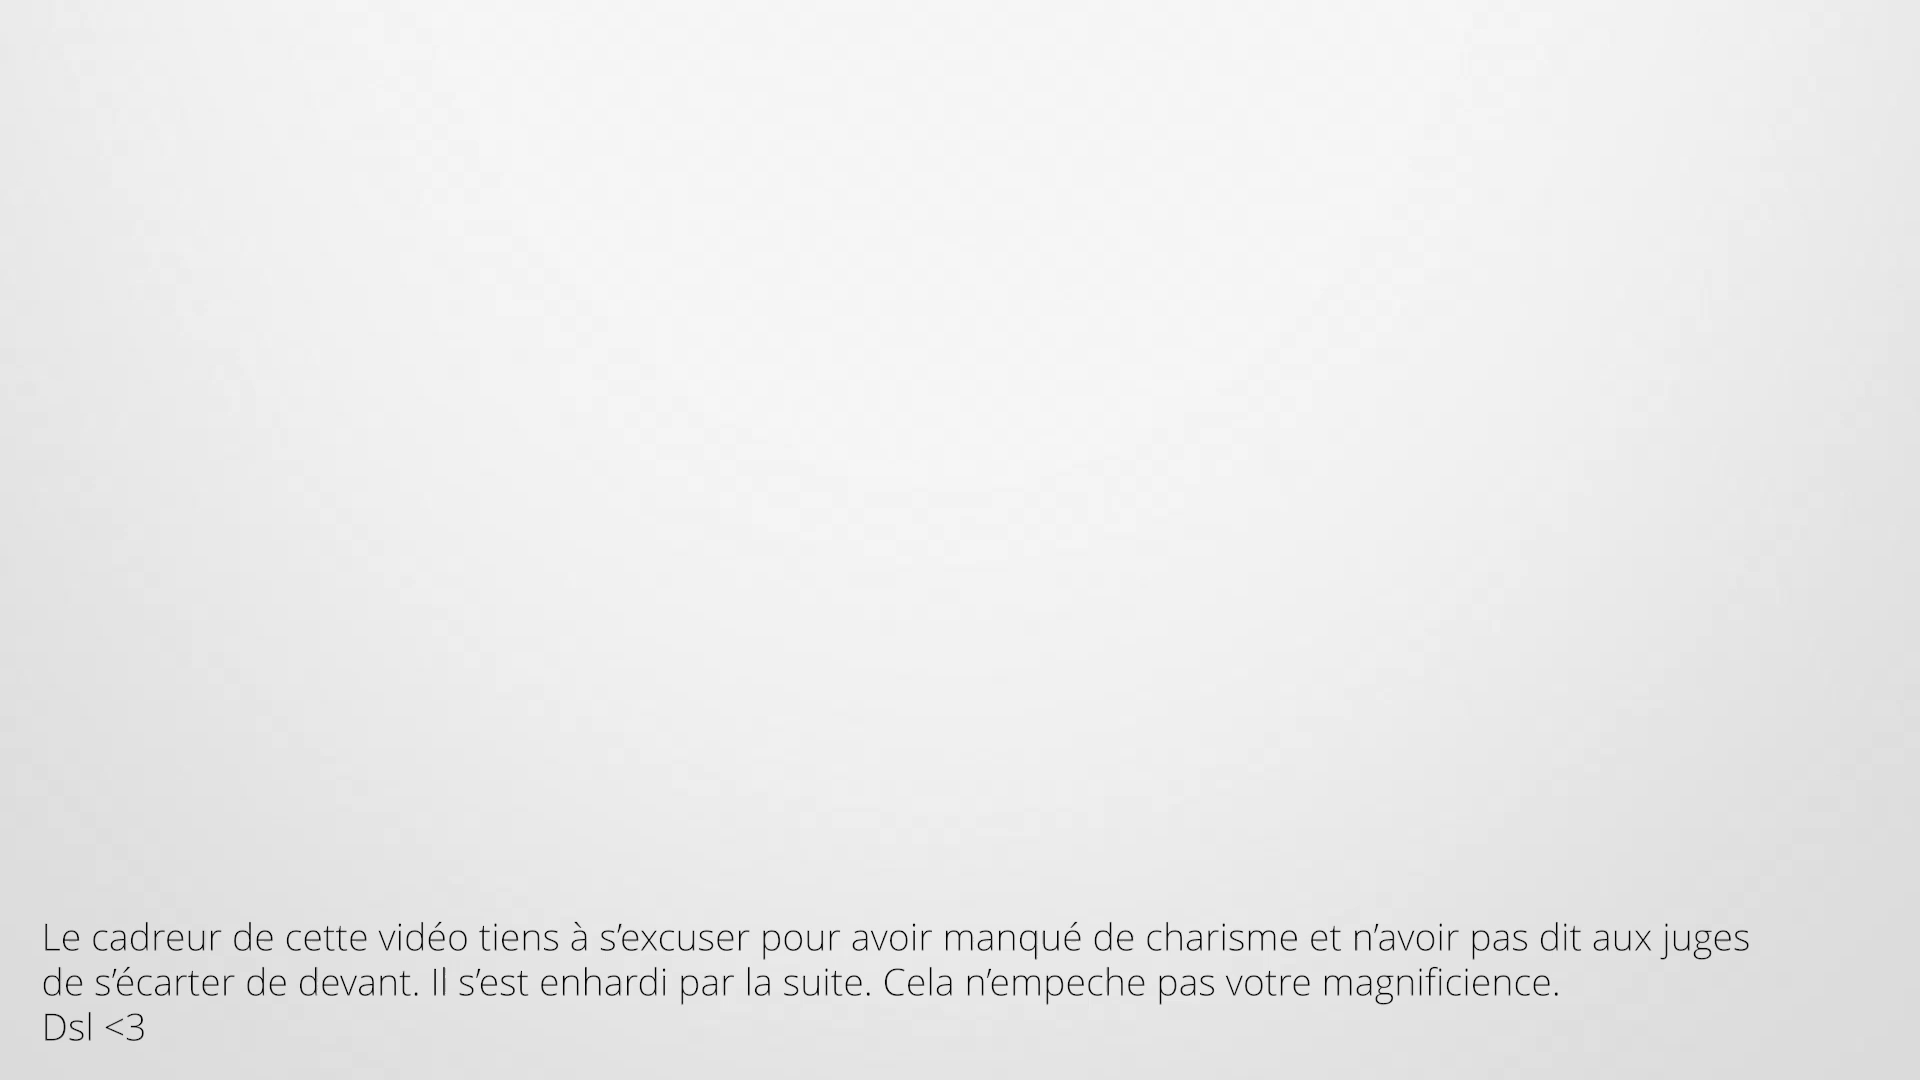 Le cadreur de cette vidéo tiens à s’excuser pour avoir manqué de charisme et n’avoir pas dit aux juges
de s’écarter de devant. Il s’est enhardi par la suite. Cela n’empeche pas votre magnificience.
Dsl <3